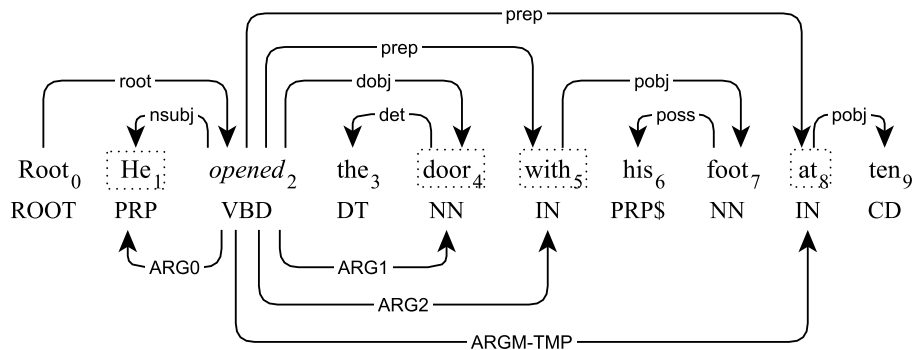 prep
prep
root dobj pobj
nsubj det poss pobj
Root0 He1 opened2 the3 door4 with5 his6 foot7 at8 ten9
ROOT PRP VBD DT NN IN PRP$ NN IN CD
ARG0 ARG1
ARG2
ARGM-TMP